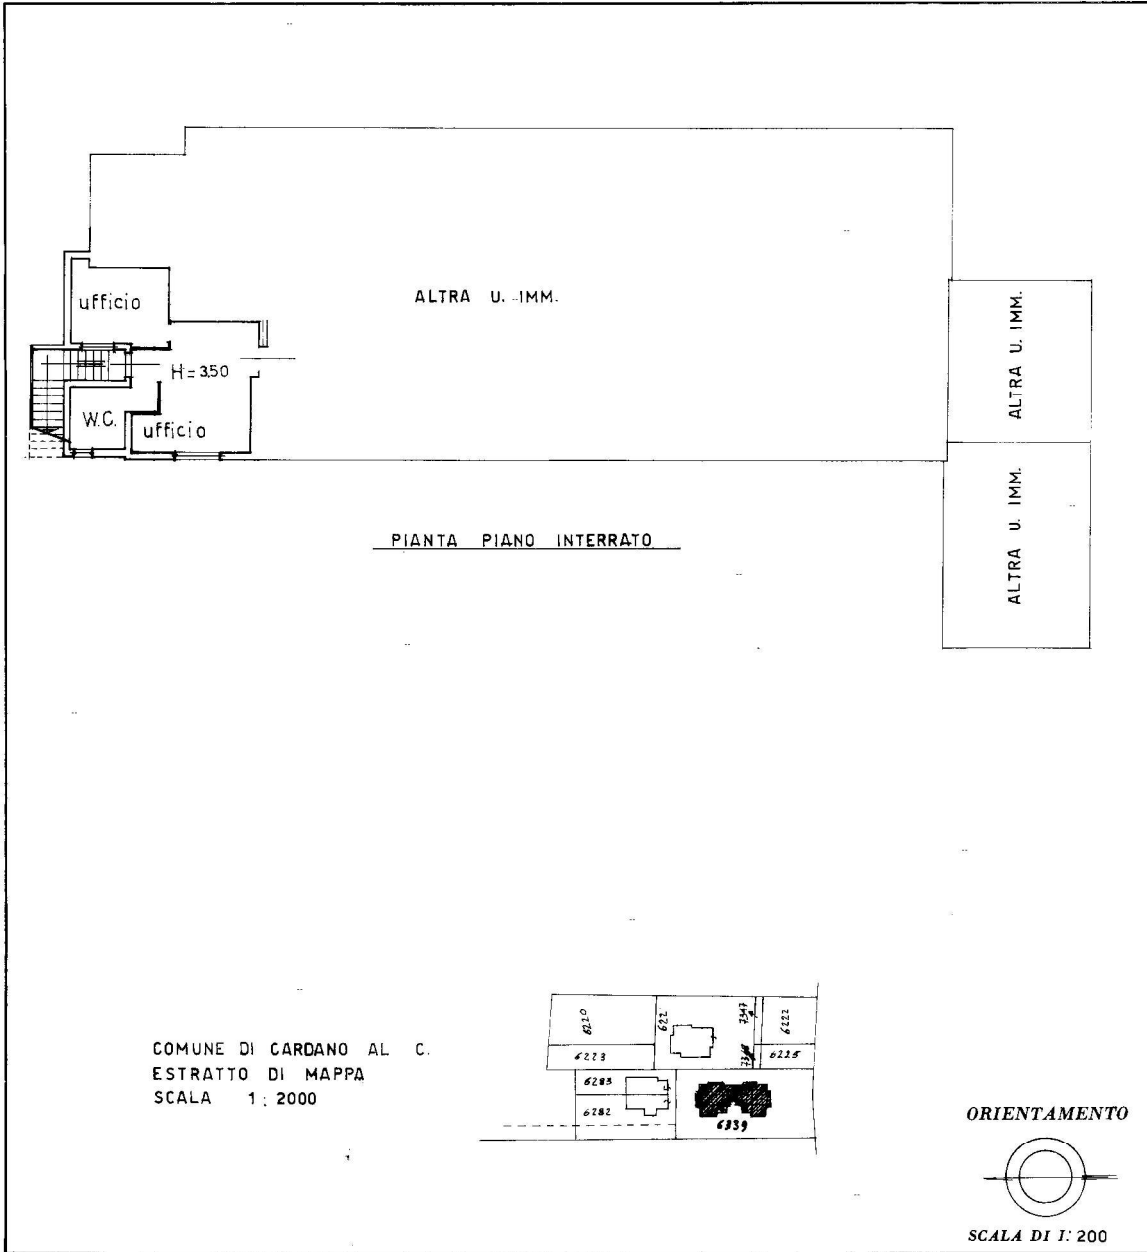 ufficio
ALTRA U. IMM.
ALTRA U. IMM.
H=3.50
W.C.
ufficio
ALTRA U. IMM.
PIANTA PIANO INTERRATO
COMUNE DI CARDANO AL C.
ESTRATTO DI MAPPA
SCALA 1:2000
6220
622
7347
6222
6223
6225
6283
6282
6339
ORIENTAMENTO
SCALA DI 1:200